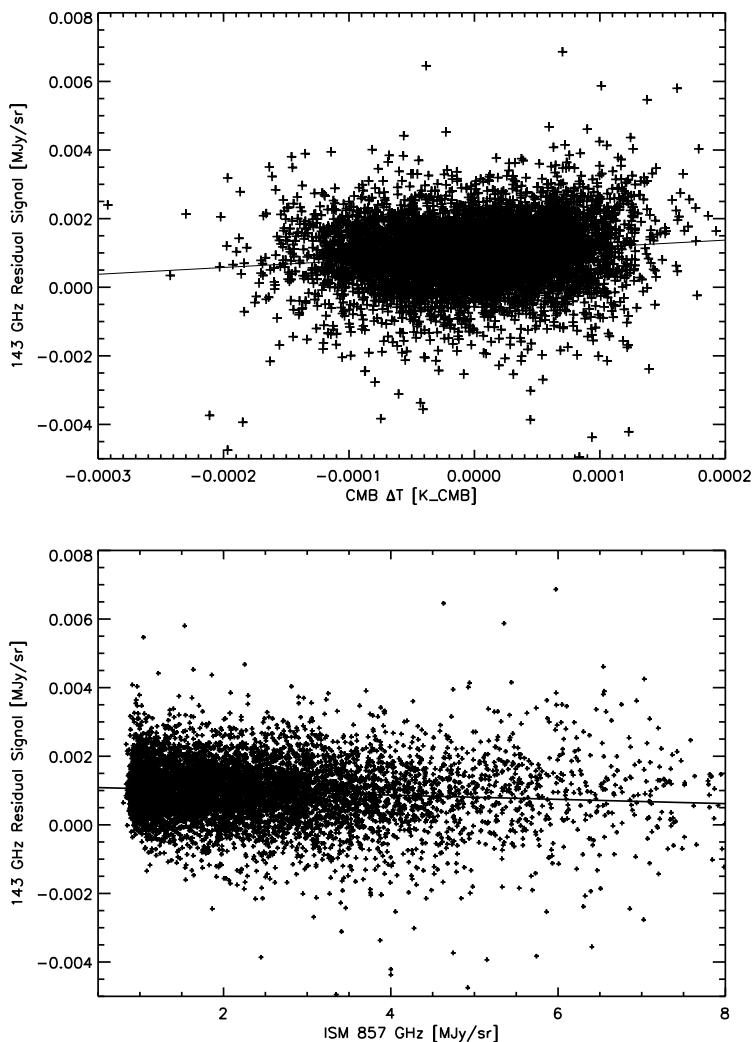 0.008
0.006
0.004
0.002
0.000
−0.002
−0.004
143 GHz Residual Signal [MJy/sr]
−0.0003 −0.0002 −0.0001 0.0000 0.0001 0.0002
CMB ΔT [K_CMB]
0.008
0.006
0.004
0.002
0.000
−0.002
−0.004
143 GHz Residual Signal [MJy/sr]
2 4 6 8
ISM 857 GHz [MJy/sr]